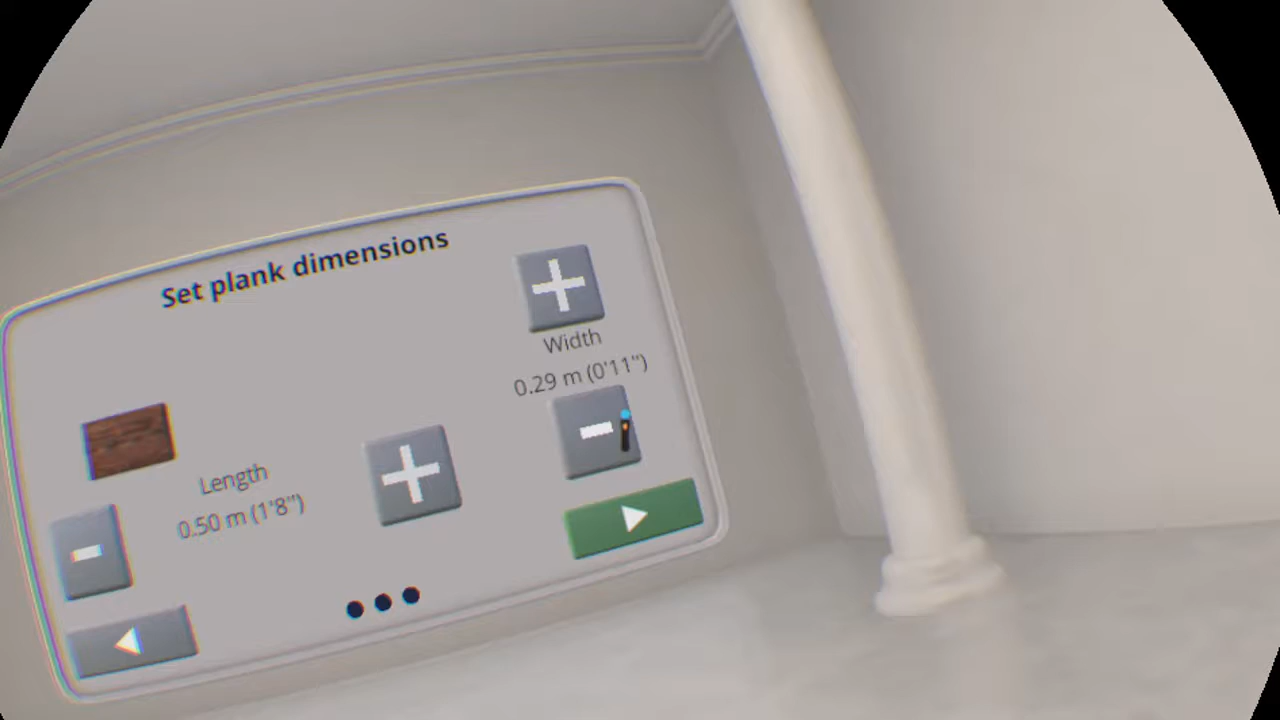 Set plank dimensions
Width
0.29 m (0'11")
Length
0.50 m (1'8")